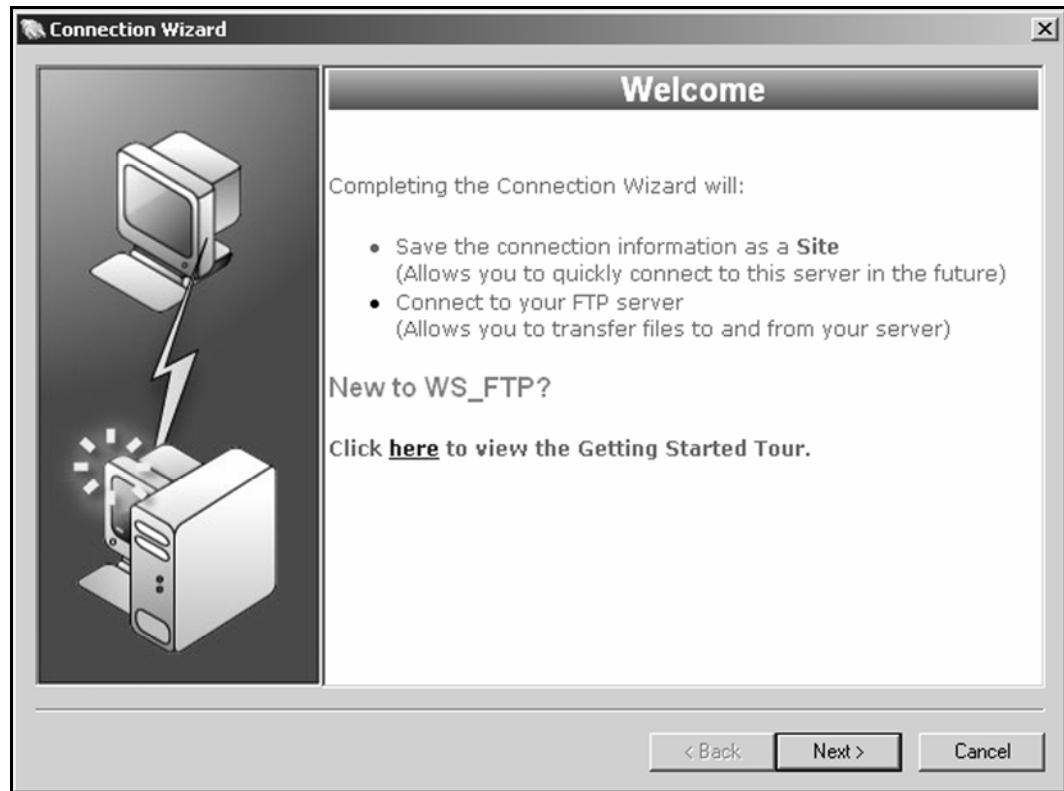 Connection Wizard
Welcome
Completing the Connection Wizard will:
• Save the connection information as a Site
(Allows you to quickly connect to this server in the future)
• Connect to your FTP server
(Allows you to transfer files to and from your server)
New to WS_FTP?
Click here to view the Getting Started Tour.
< Back Next > Cancel